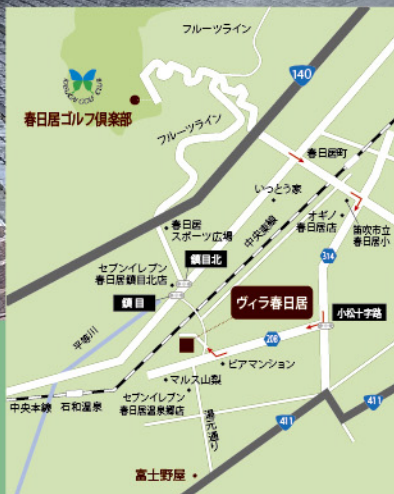 フルーツライン
140
KASUGAI GOLF CLUB
春日居ゴルフ倶楽部
フルーツライン
春日居町
いっとう家
オギノ
春日居店
笛吹市立
春日居小
春日居
スポーツ広場
中央東線
鎮目北
314
セブンイレブン
春日居鎮目北店
鎮目
ヴィラ春日居
小松十字路
平等川
208
ピアマンション
マルス山梨
中央本線
石和温泉
セブンイレブン
春日居温泉郷店
湯元通り
411
411
富士野屋